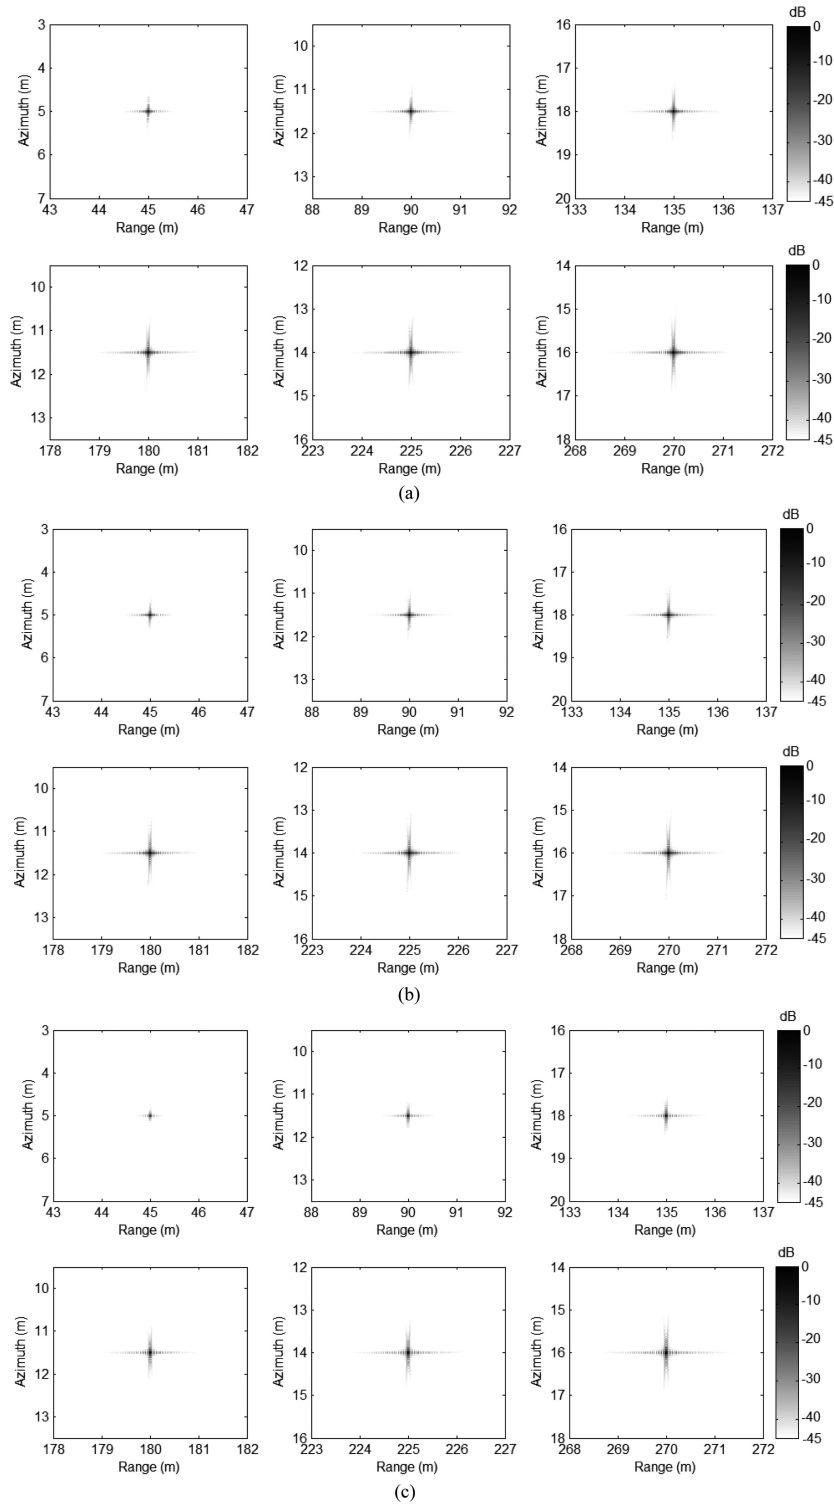 dB
3 4 5 6 7 Azimuth (m) 10 11 12 13 Azimuth (m) 16 17 18 19 20 Azimuth (m) 0 -10 -20 -30 -40 -45
43 44 45 46 47 88 89 90 91 92 133 134 135 136 137
Range (m) Range (m) Range (m)
10 11 12 13 Azimuth (m) 12 13 14 15 16 Azimuth (m) 14 15 16 17 18 Azimuth (m) 0 -10 -20 -30 -40 -45
178 179 180 181 182 223 224 225 226 227 268 269 270 271 272
Range (m) Range (m) Range (m)
(a)
dB
3 4 5 6 7 Azimuth (m) 10 11 12 13 Azimuth (m) 16 17 18 19 20 Azimuth (m) 0 -10 -20 -30 -40 -45
43 44 45 46 47 88 89 90 91 92 133 134 135 136 137
Range (m) Range (m) Range (m)
dB
10 11 12 13 Azimuth (m) 12 13 14 15 16 Azimuth (m) 14 15 16 17 18 Azimuth (m) 0 -10 -20 -30 -40 -45
178 179 180 181 182 223 224 225 226 227 268 269 270 271 272
Range (m) Range (m) Range (m)
(b)
dB
3 4 5 6 7 Azimuth (m) 10 11 12 13 Azimuth (m) 16 17 18 19 20 Azimuth (m) 0 -10 -20 -30 -40 -45
43 44 45 46 47 88 89 90 91 92 133 134 135 136 137
Range (m) Range (m) Range (m)
dB
10 11 12 13 Azimuth (m) 12 13 14 15 16 Azimuth (m) 14 15 16 17 18 Azimuth (m) 0 -10 -20 -30 -40 -45
178 179 180 181 182 223 224 225 226 227 268 269 270 271 272
Range (m) Range (m) Range (m)
(c)